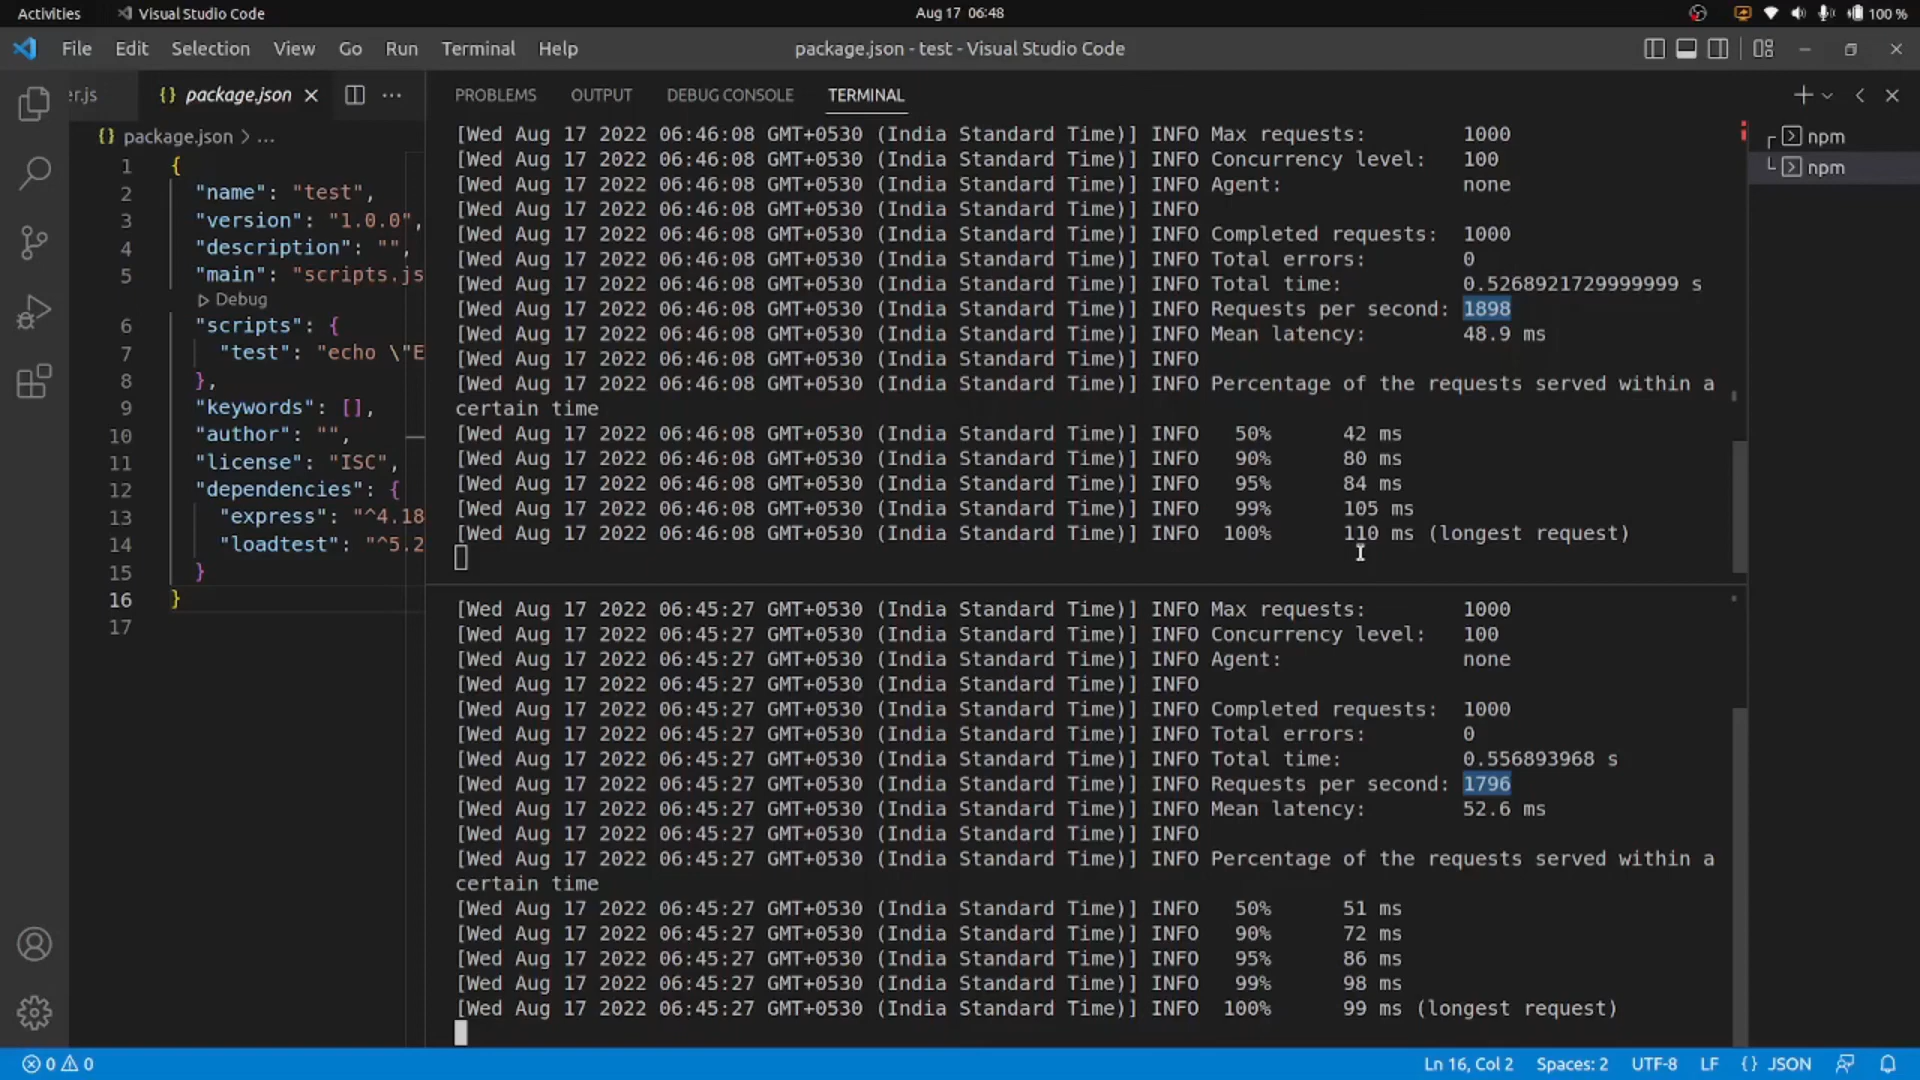 Activities Visual Studio Code Aug 17 06:48 100 %
File Edit Selection View Go Run Terminal Help package.json - test - Visual Studio Code
er.js {} package.json
{} package.json > ...
1 {
2 "name": "test",
3 "version": "1.0.0",
4 "description": "",
5 "main": "scripts.js
Debug
6 "scripts": {
7 "test": "echo \"E
8 },
9 "keywords": [],
10 "author": "",
11 "license": "ISC",
12 "dependencies": {
13 "express": "^4.18
14 "loadtest": "^5.2
15 }
16 }
17
PROBLEMS OUTPUT DEBUG CONSOLE TERMINAL
[Wed Aug 17 2022 06:46:08 GMT+0530 (India Standard Time)] INFO Max requests: 1000
[Wed Aug 17 2022 06:46:08 GMT+0530 (India Standard Time)] INFO Concurrency level: 100
[Wed Aug 17 2022 06:46:08 GMT+0530 (India Standard Time)] INFO Agent: none
[Wed Aug 17 2022 06:46:08 GMT+0530 (India Standard Time)] INFO
[Wed Aug 17 2022 06:46:08 GMT+0530 (India Standard Time)] INFO Completed requests: 1000
[Wed Aug 17 2022 06:46:08 GMT+0530 (India Standard Time)] INFO Total errors: 0
[Wed Aug 17 2022 06:46:08 GMT+0530 (India Standard Time)] INFO Total time: 0.5268921729999999 s
[Wed Aug 17 2022 06:46:08 GMT+0530 (India Standard Time)] INFO Requests per second: 1898
[Wed Aug 17 2022 06:46:08 GMT+0530 (India Standard Time)] INFO Mean latency: 48.9 ms
[Wed Aug 17 2022 06:46:08 GMT+0530 (India Standard Time)] INFO
[Wed Aug 17 2022 06:46:08 GMT+0530 (India Standard Time)] INFO Percentage of the requests served within a
certain time
[Wed Aug 17 2022 06:46:08 GMT+0530 (India Standard Time)] INFO 50% 42 ms
[Wed Aug 17 2022 06:46:08 GMT+0530 (India Standard Time)] INFO 90% 80 ms
[Wed Aug 17 2022 06:46:08 GMT+0530 (India Standard Time)] INFO 95% 84 ms
[Wed Aug 17 2022 06:46:08 GMT+0530 (India Standard Time)] INFO 99% 105 ms
[Wed Aug 17 2022 06:46:08 GMT+0530 (India Standard Time)] INFO 100% 110 ms (longest request)
[Wed Aug 17 2022 06:45:27 GMT+0530 (India Standard Time)] INFO Max requests: 1000
[Wed Aug 17 2022 06:45:27 GMT+0530 (India Standard Time)] INFO Concurrency level: 100
[Wed Aug 17 2022 06:45:27 GMT+0530 (India Standard Time)] INFO Agent: none
[Wed Aug 17 2022 06:45:27 GMT+0530 (India Standard Time)] INFO
[Wed Aug 17 2022 06:45:27 GMT+0530 (India Standard Time)] INFO Completed requests: 1000
[Wed Aug 17 2022 06:45:27 GMT+0530 (India Standard Time)] INFO Total errors: 0
[Wed Aug 17 2022 06:45:27 GMT+0530 (India Standard Time)] INFO Total time: 0.556893968 s
[Wed Aug 17 2022 06:45:27 GMT+0530 (India Standard Time)] INFO Requests per second: 1796
[Wed Aug 17 2022 06:45:27 GMT+0530 (India Standard Time)] INFO Mean latency: 52.6 ms
[Wed Aug 17 2022 06:45:27 GMT+0530 (India Standard Time)] INFO
[Wed Aug 17 2022 06:45:27 GMT+0530 (India Standard Time)] INFO Percentage of the requests served within a
certain time
[Wed Aug 17 2022 06:45:27 GMT+0530 (India Standard Time)] INFO 50% 51 ms
[Wed Aug 17 2022 06:45:27 GMT+0530 (India Standard Time)] INFO 90% 72 ms
[Wed Aug 17 2022 06:45:27 GMT+0530 (India Standard Time)] INFO 95% 86 ms
[Wed Aug 17 2022 06:45:27 GMT+0530 (India Standard Time)] INFO 99% 98 ms
[Wed Aug 17 2022 06:45:27 GMT+0530 (India Standard Time)] INFO 100% 99 ms (longest request)
npm
npm
0 0 Ln 16, Col 2 Spaces: 2 UTF-8 LF {} JSON